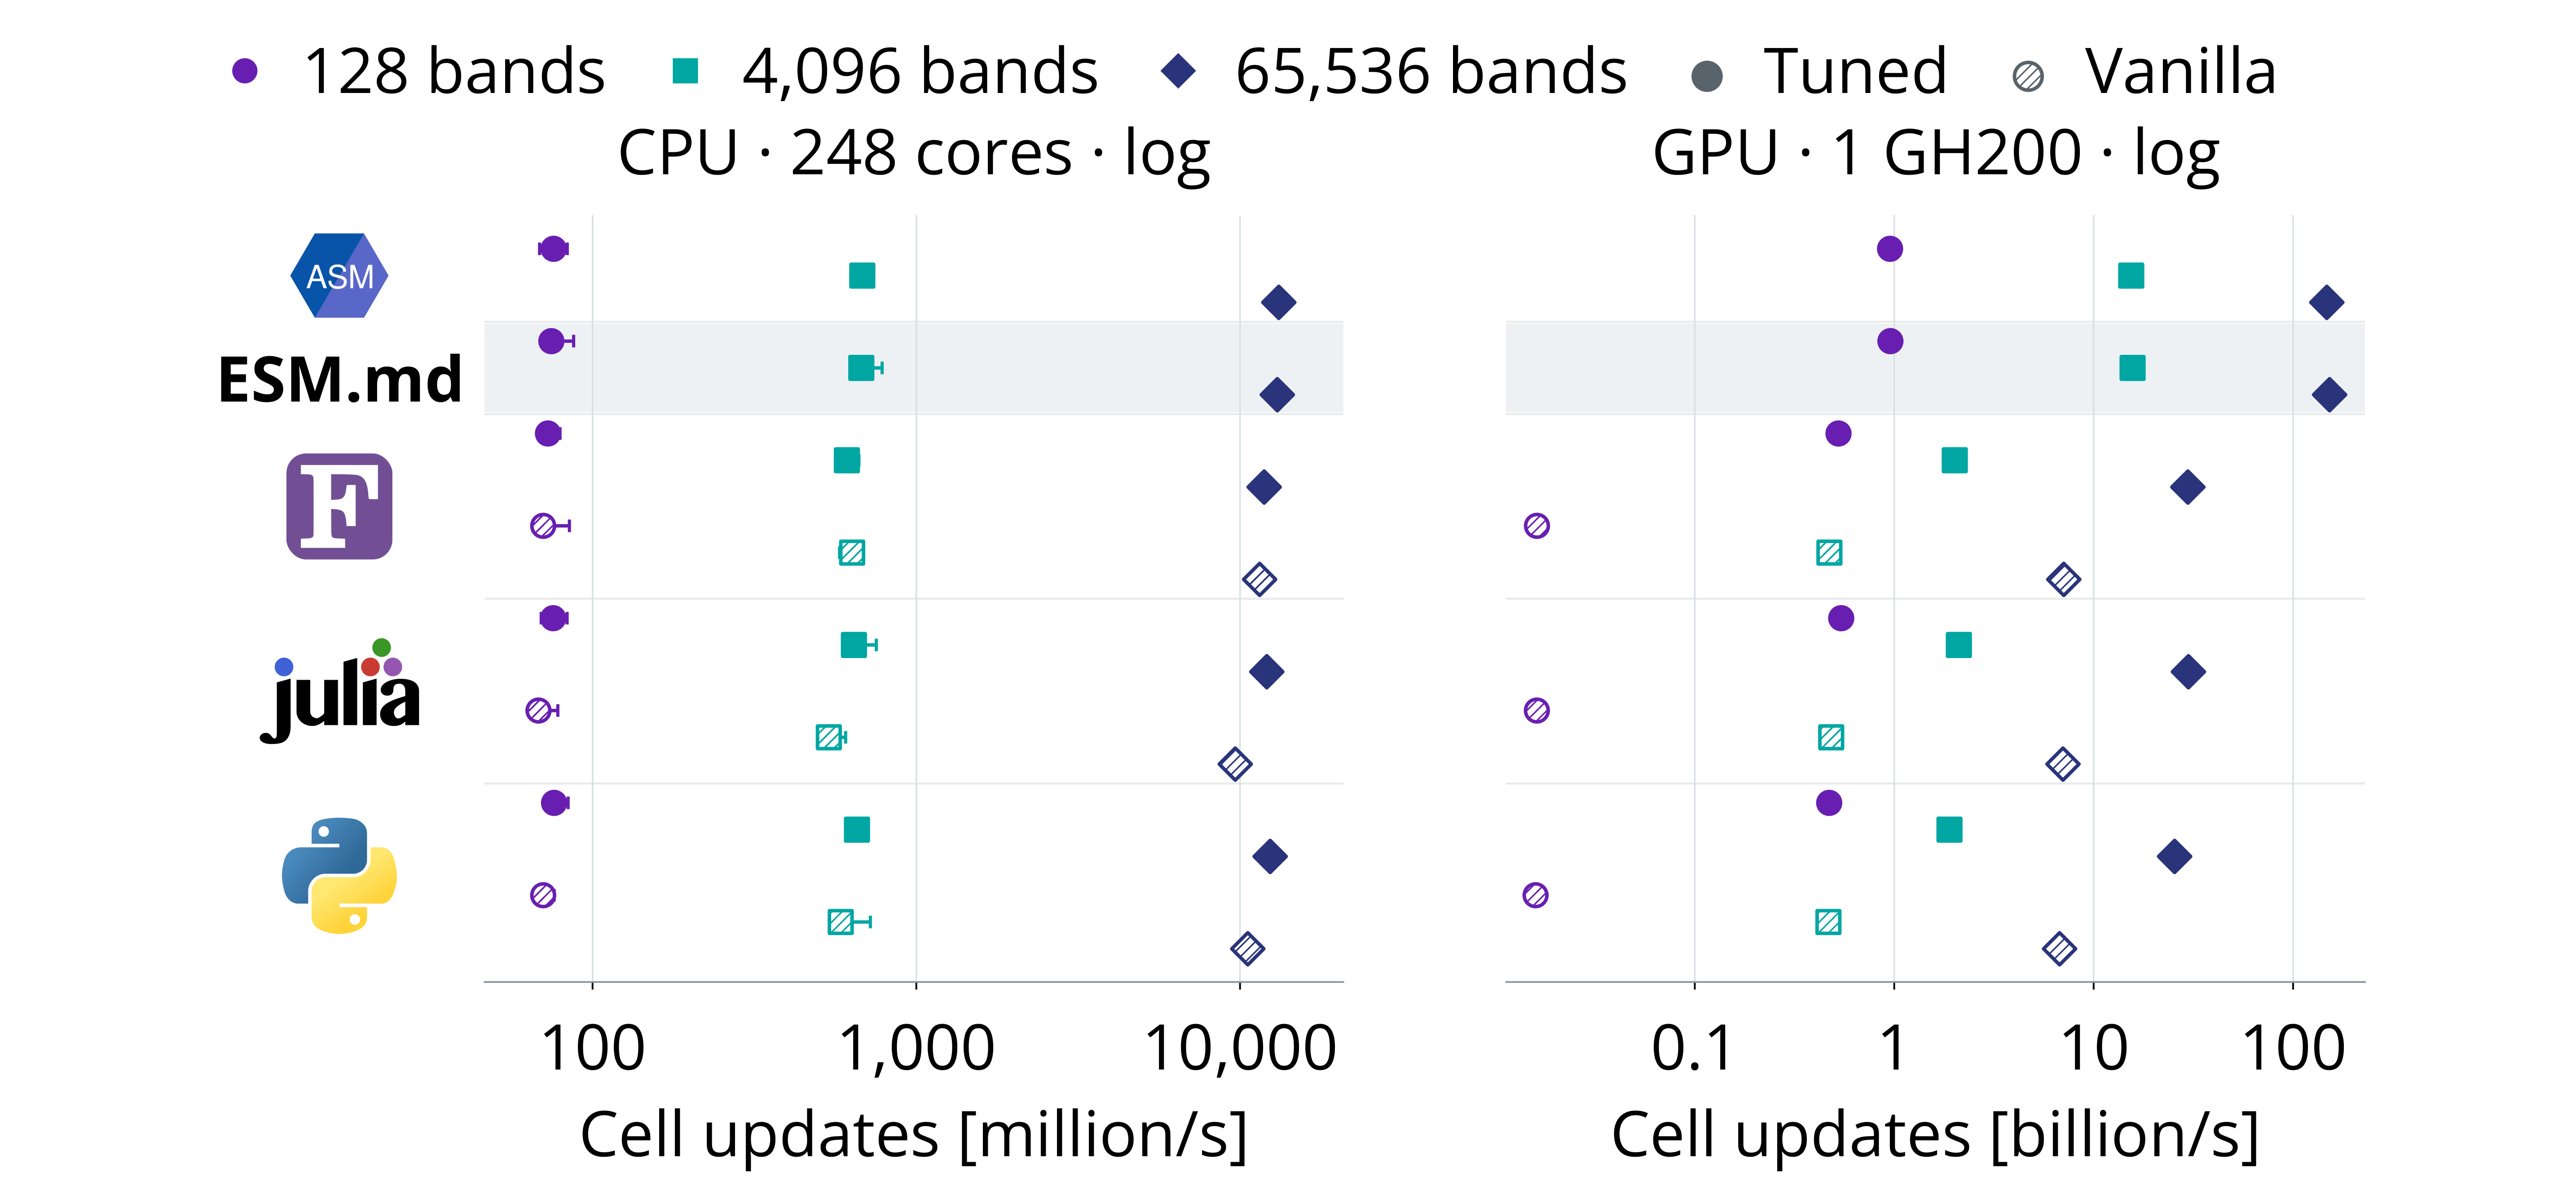 128 bands 4,096 bands 65,536 bands Tuned Vanilla
CPU · 248 cores · log
GPU · 1 GH200 · log
ASM
ESM.md
F
julia
100 1,000 10,000
0.1 1 10 100
Cell updates [million/s]
Cell updates [billion/s]